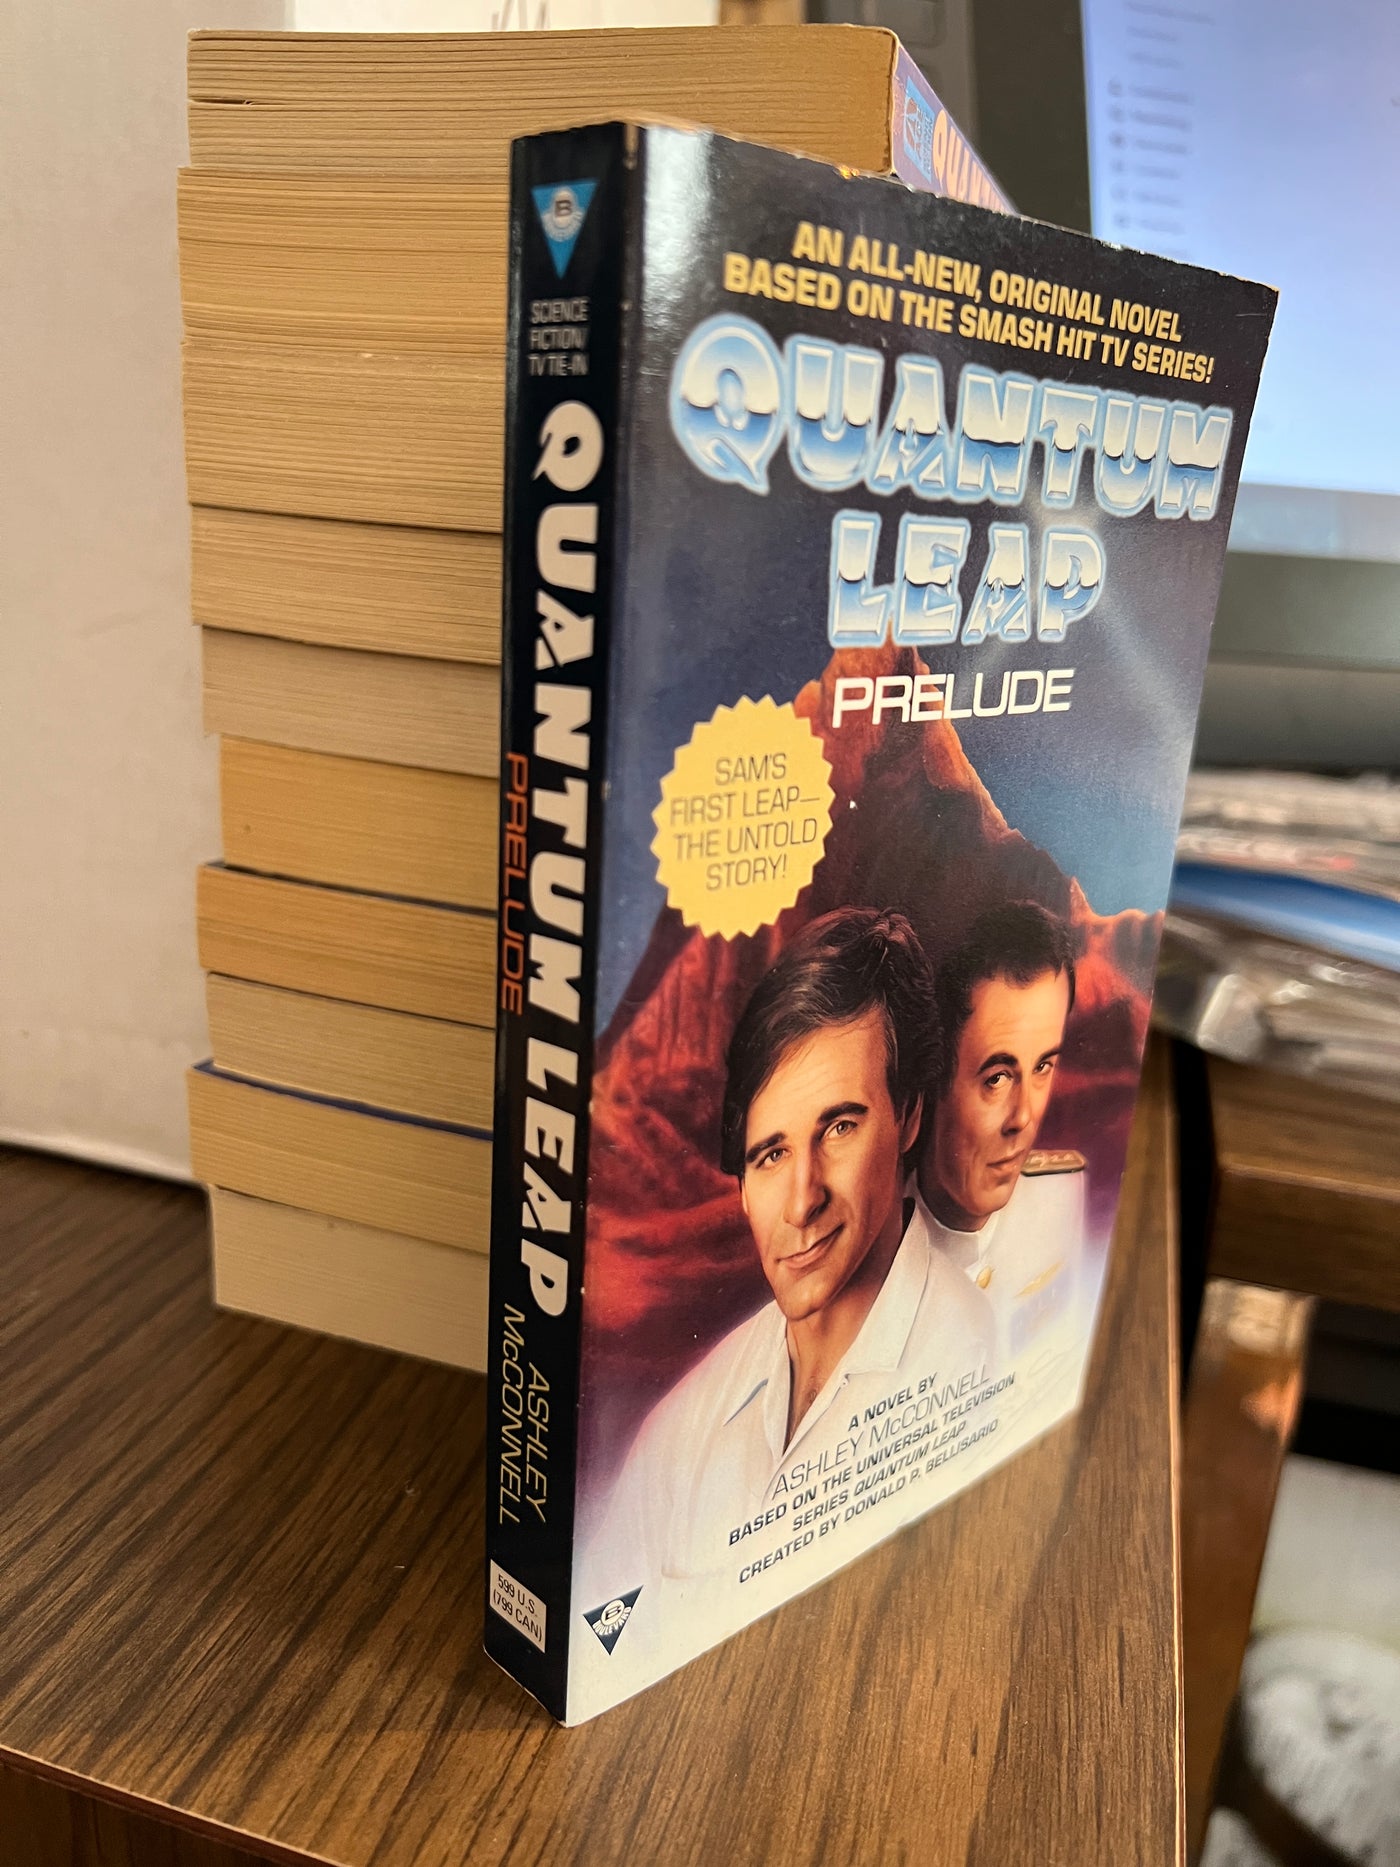 AN ALL-NEW, ORIGINAL NOVEL
BASED ON THE SMASH HIT TV SERIES!
QUANTUM
LEAP
PRELUDE
SAM'S
FIRST LEAP—
THE UNTOLD
STORY!
A NOVEL BY
ASHLEY McCONNELL
BASED ON THE UNIVERSAL TELEVISION
SERIES QUANTUM LEAP
CREATED BY DONALD P. BELLISARIO
B
BOULEVARD
B
SCIENCE
FICTION/
TV TIE-IN
QUANTUM LEAP
PRELUDE
ASHLEY
McCONNELL
599 U.S.
(799 CAN)